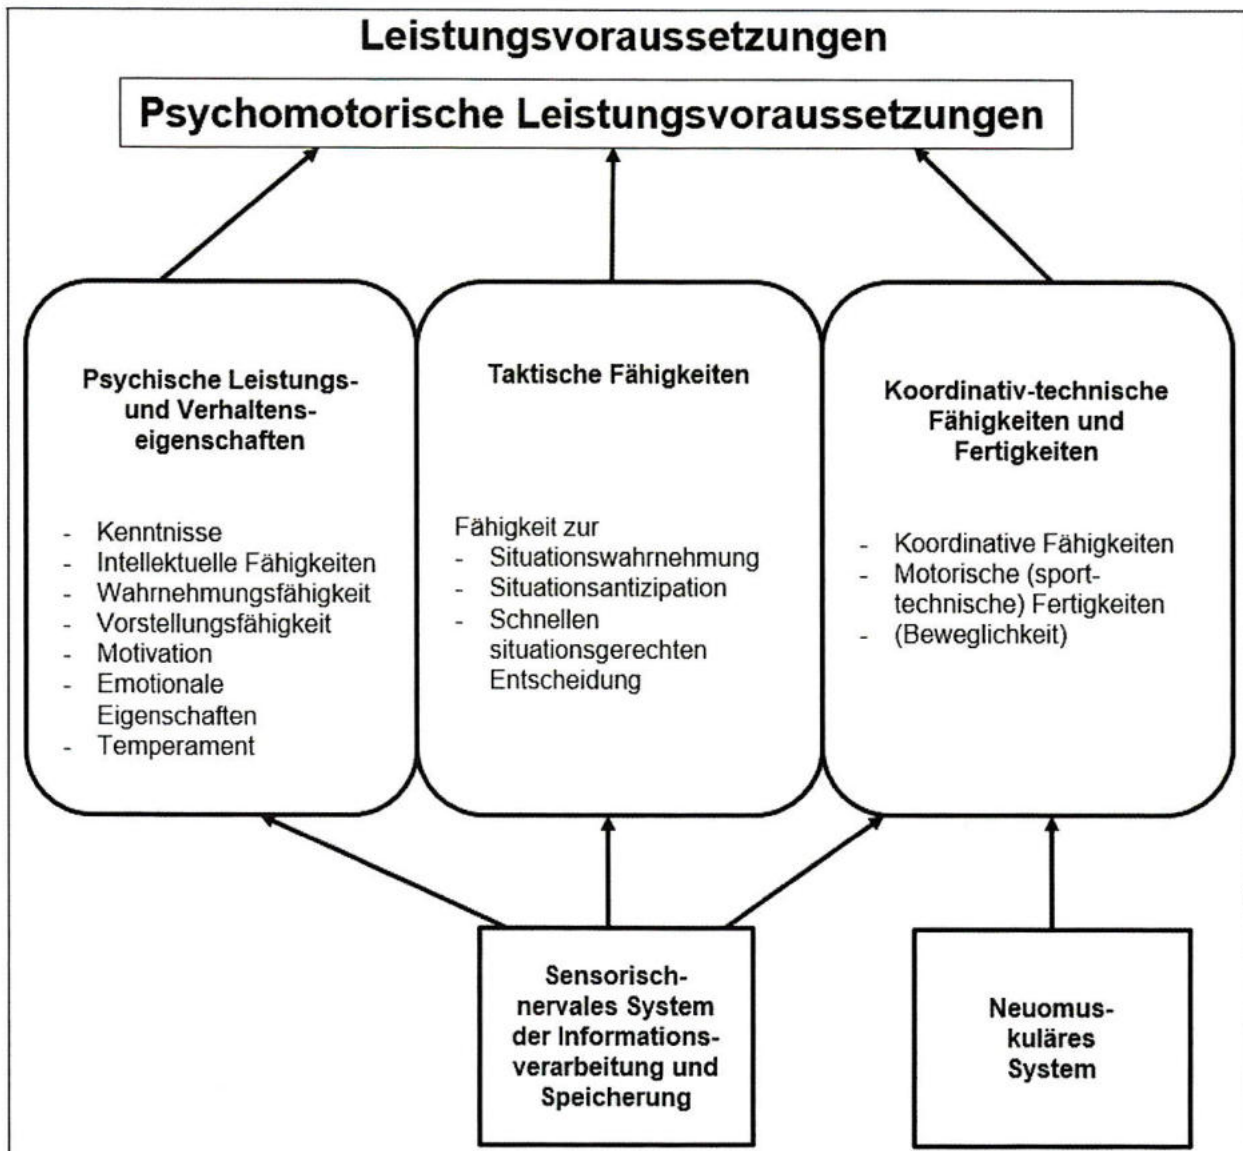 Leistungsvoraussetzungen
Psychomotorische Leistungsvoraussetzungen
Psychische Leistungs-
und Verhaltens-
eigenschaften
- Kenntnisse
- Intellektuelle Fähigkeiten
- Wahrnehmungsfähigkeit
- Vorstellungsfähigkeit
- Motivation
- Emotionale
Eigenschaften
- Temperament
Taktische Fähigkeiten
Fähigkeit zur
- Situationswahrnehmung
- Situationsantizipation
- Schnellen
situationsgerechten
Entscheidung
Koordinativ-technische
Fähigkeiten und
Fertigkeiten
- Koordinative Fähigkeiten
- Motorische (sport-
technische) Fertigkeiten
- (Beweglichkeit)
Sensorisch-
nervales System
der Informations-
verarbeitung und
Speicherung
Neuomus-
kuläres
System